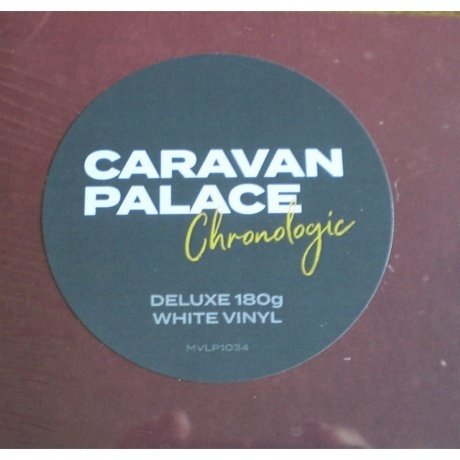 CARAVAN
PALACE
Chronologic
DELUXE 180g
WHITE VINYL
MVLP1034